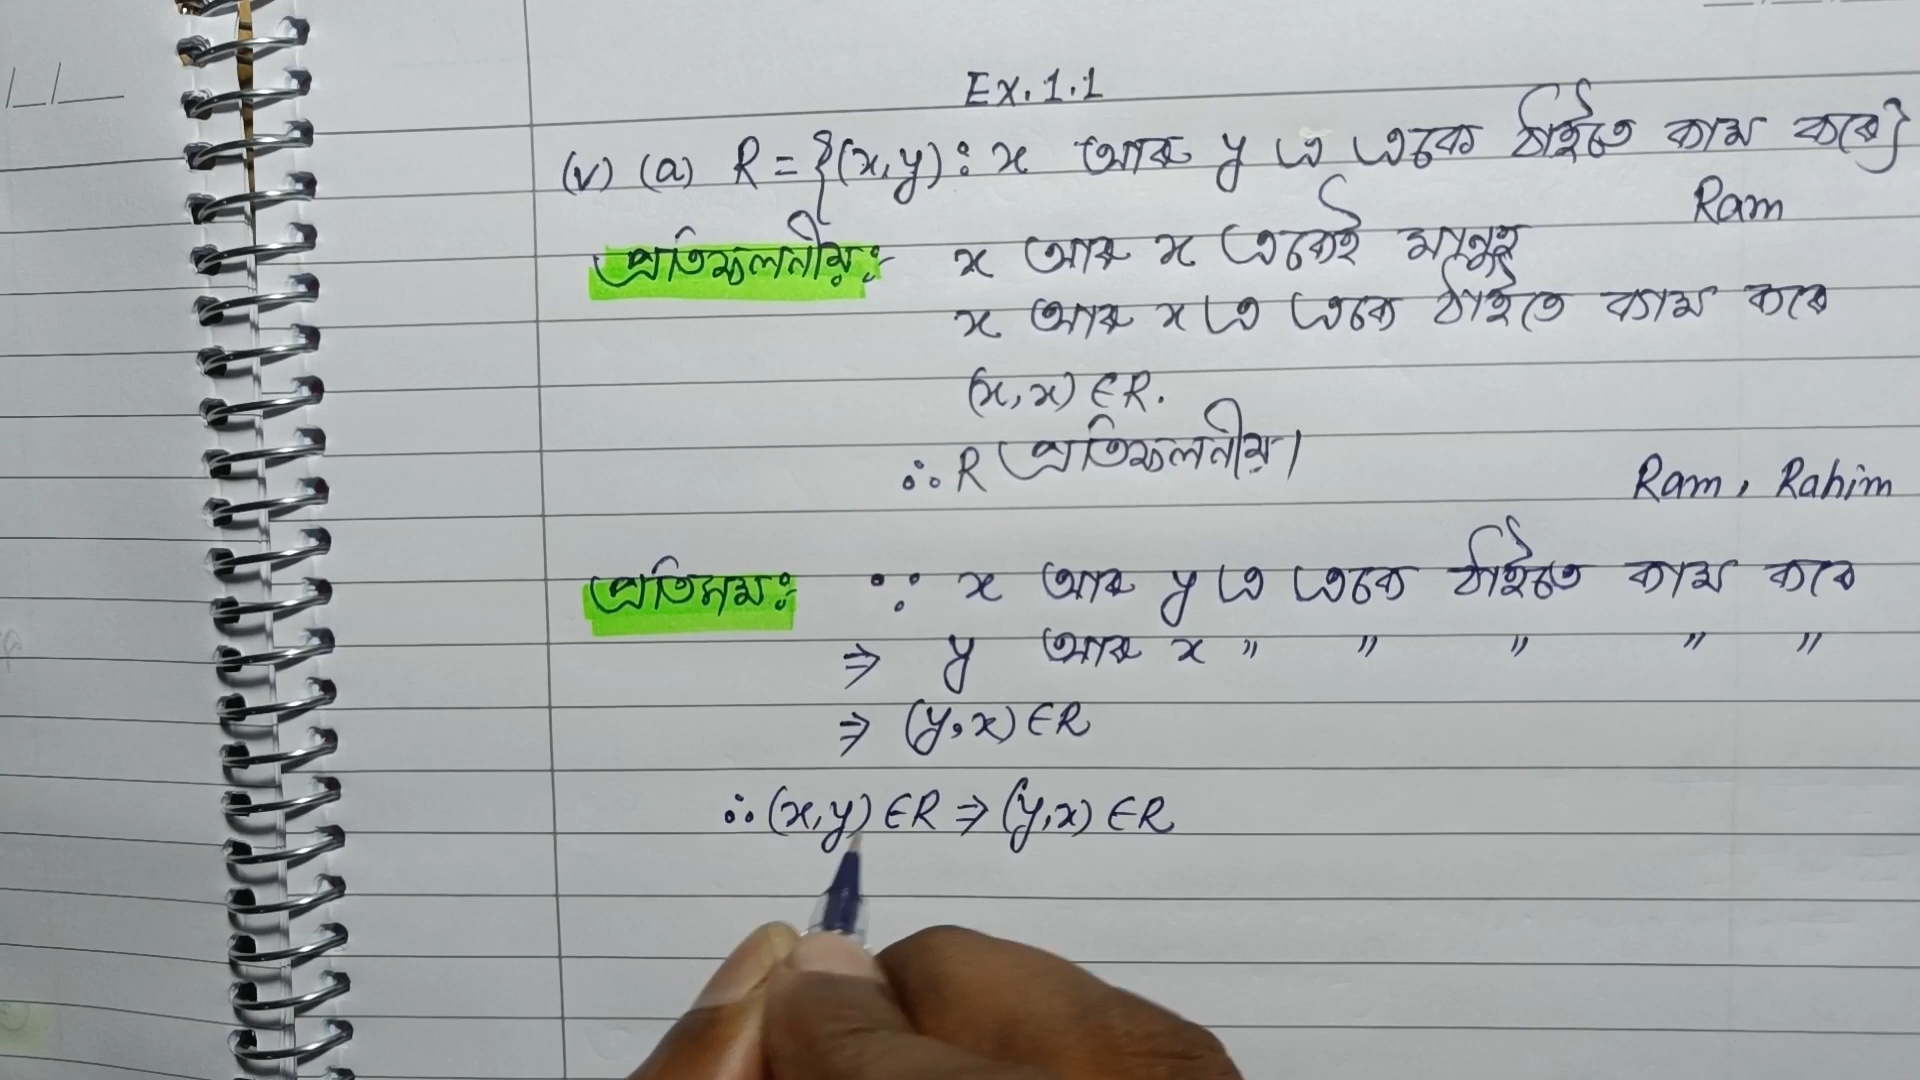 Ex. 1.1
(v) (a) R = {(x, y) : x আৰু y এ একে ঠাইতে কাম কৰে}
Ram
প্ৰতিফলনীয়ঃ x আৰু x একেই মানুহ
x আৰু x এ একে ঠাইতে কাম কৰে
(x, x) ∈ R.
∴ R প্ৰতিফলনীয়।
Ram, Rahim
প্ৰতিসমঃ ∵ x আৰু y এ একে ঠাইতে কাম কৰে
⇒ y আৰু x " " " " "
⇒ (y, x) ∈ R
∴ (x, y) ∈ R ⇒ (y, x) ∈ R